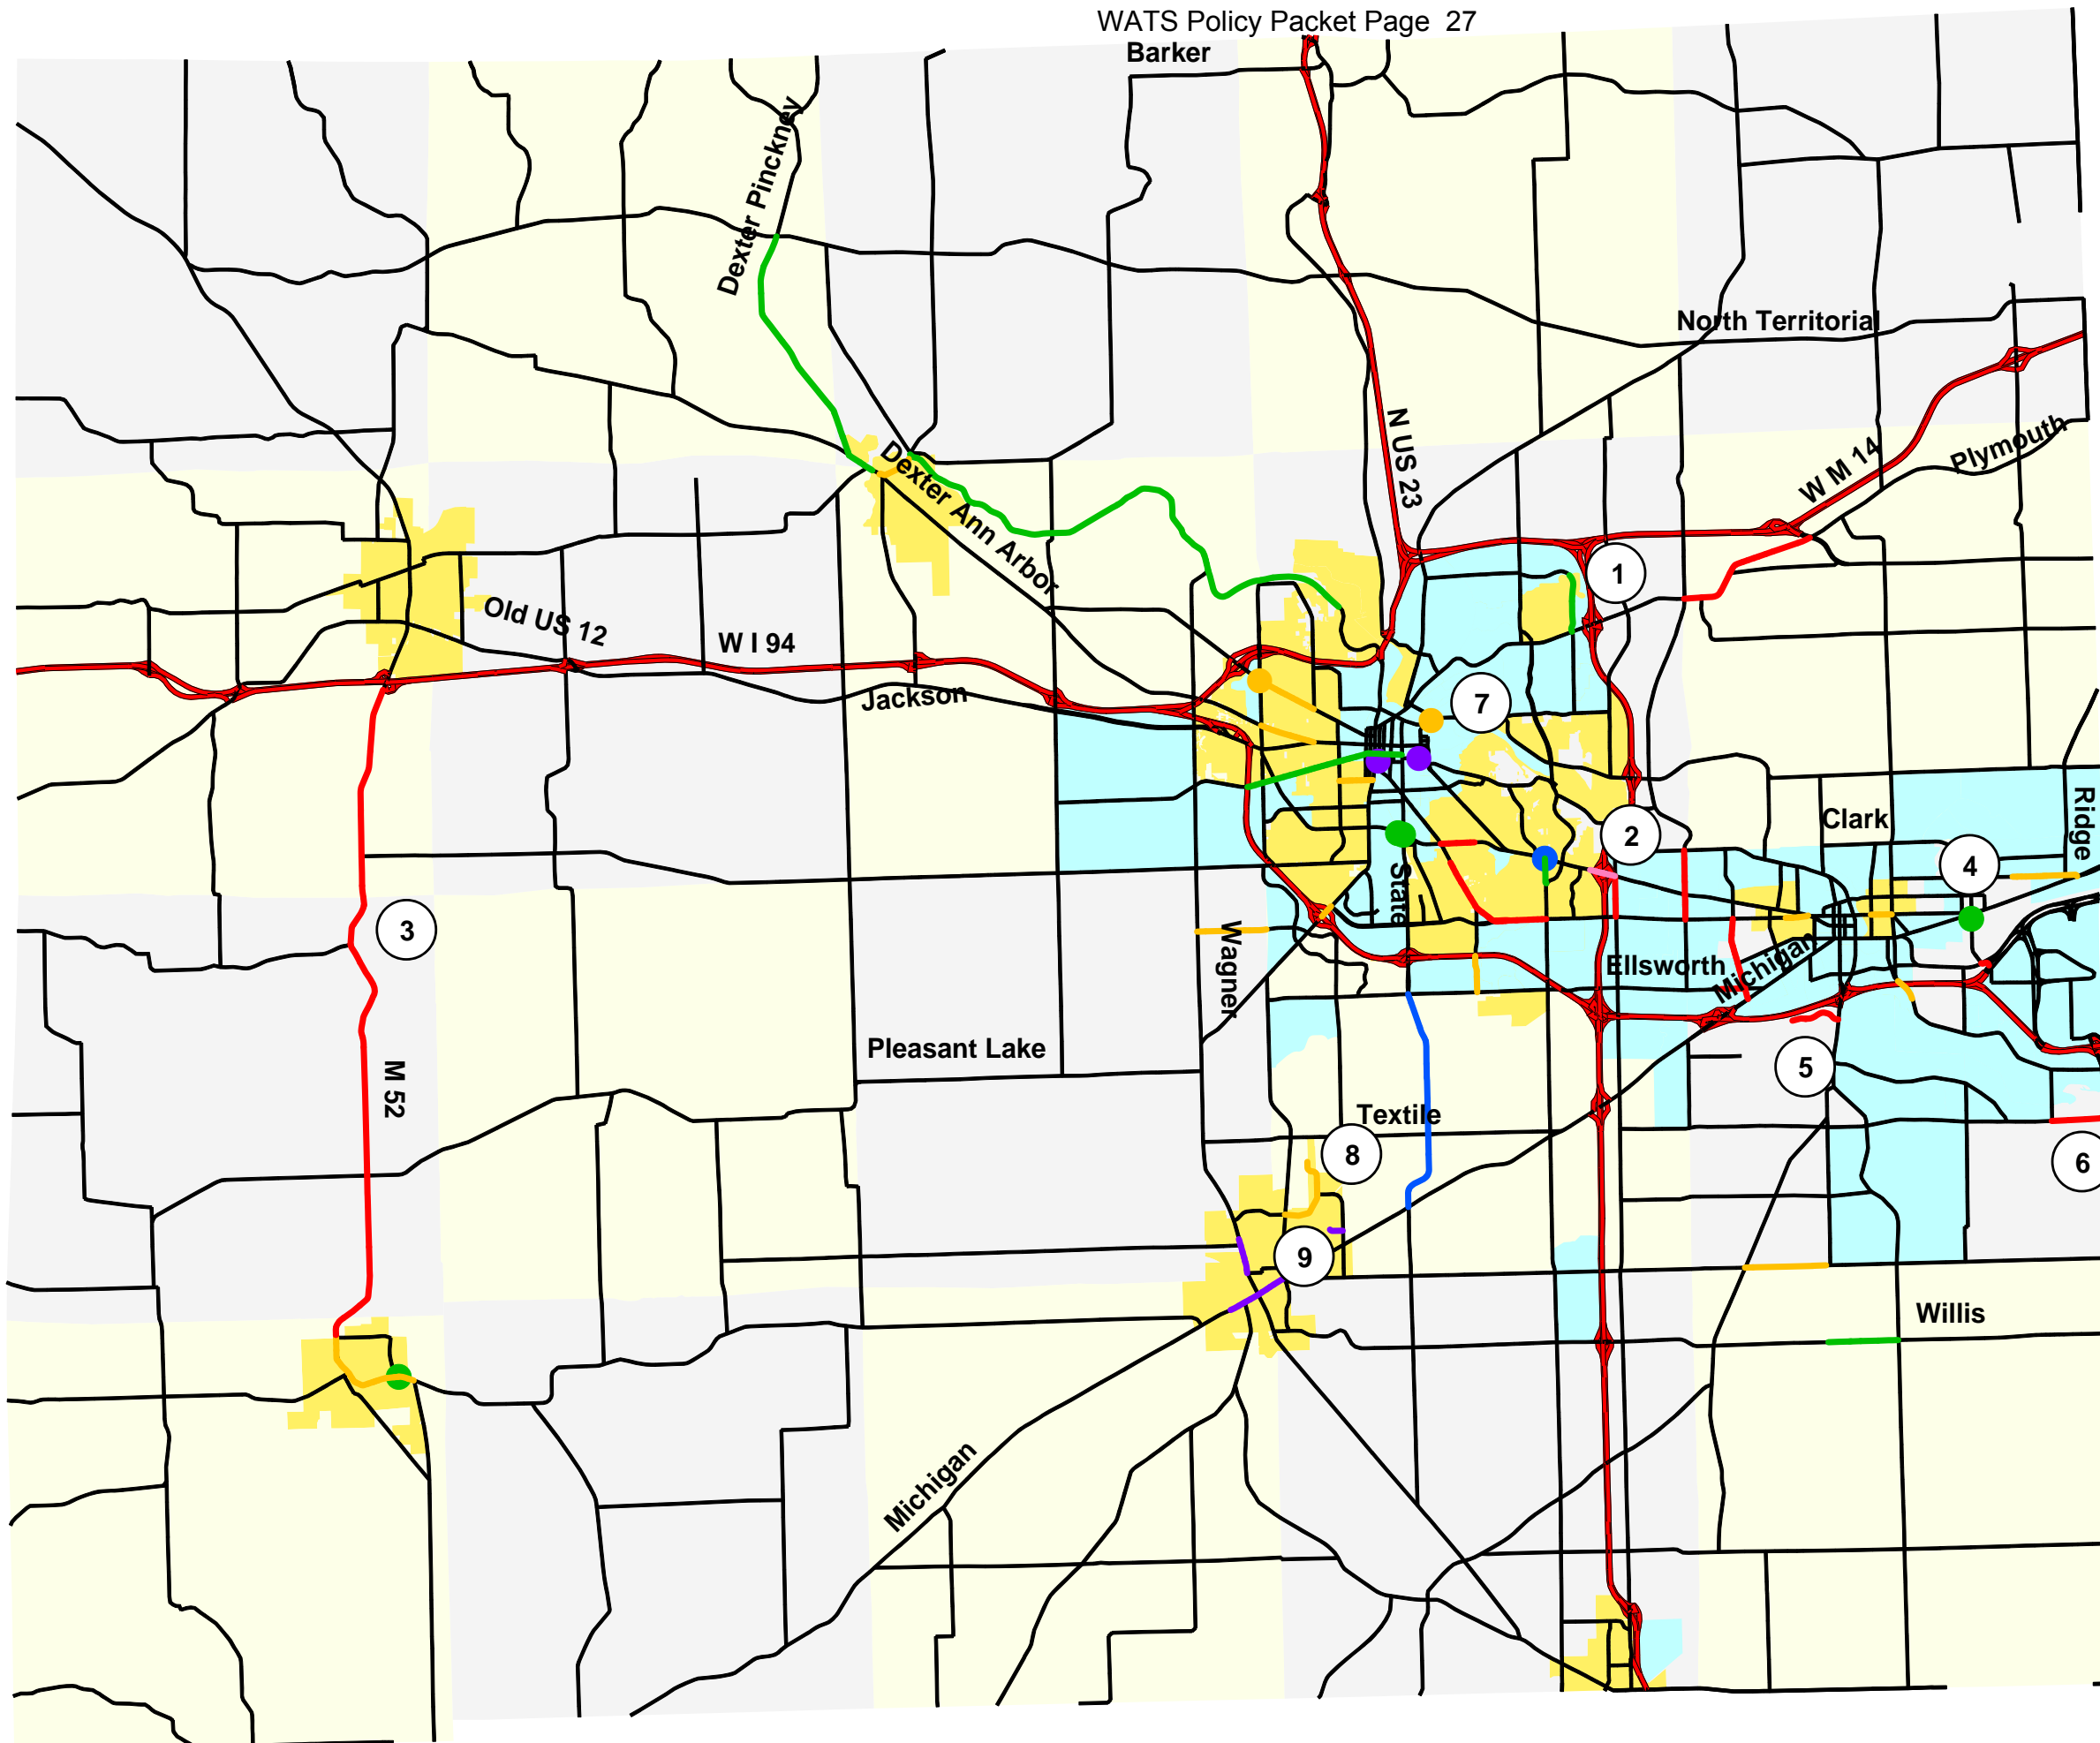 WATS Policy Packet Page 27
Barker
Dexter Pinckney
North Territorial
N US 23
W M 14
Plymouth
Dexter Ann Arbor
1
Old US 12
W I 94
Jackson
7
Clark
Ridge
2
4
State
3
Wagner
Ellsworth
Michigan
Pleasant Lake
5
M 52
Textile
8
6
9
Willis
Michigan